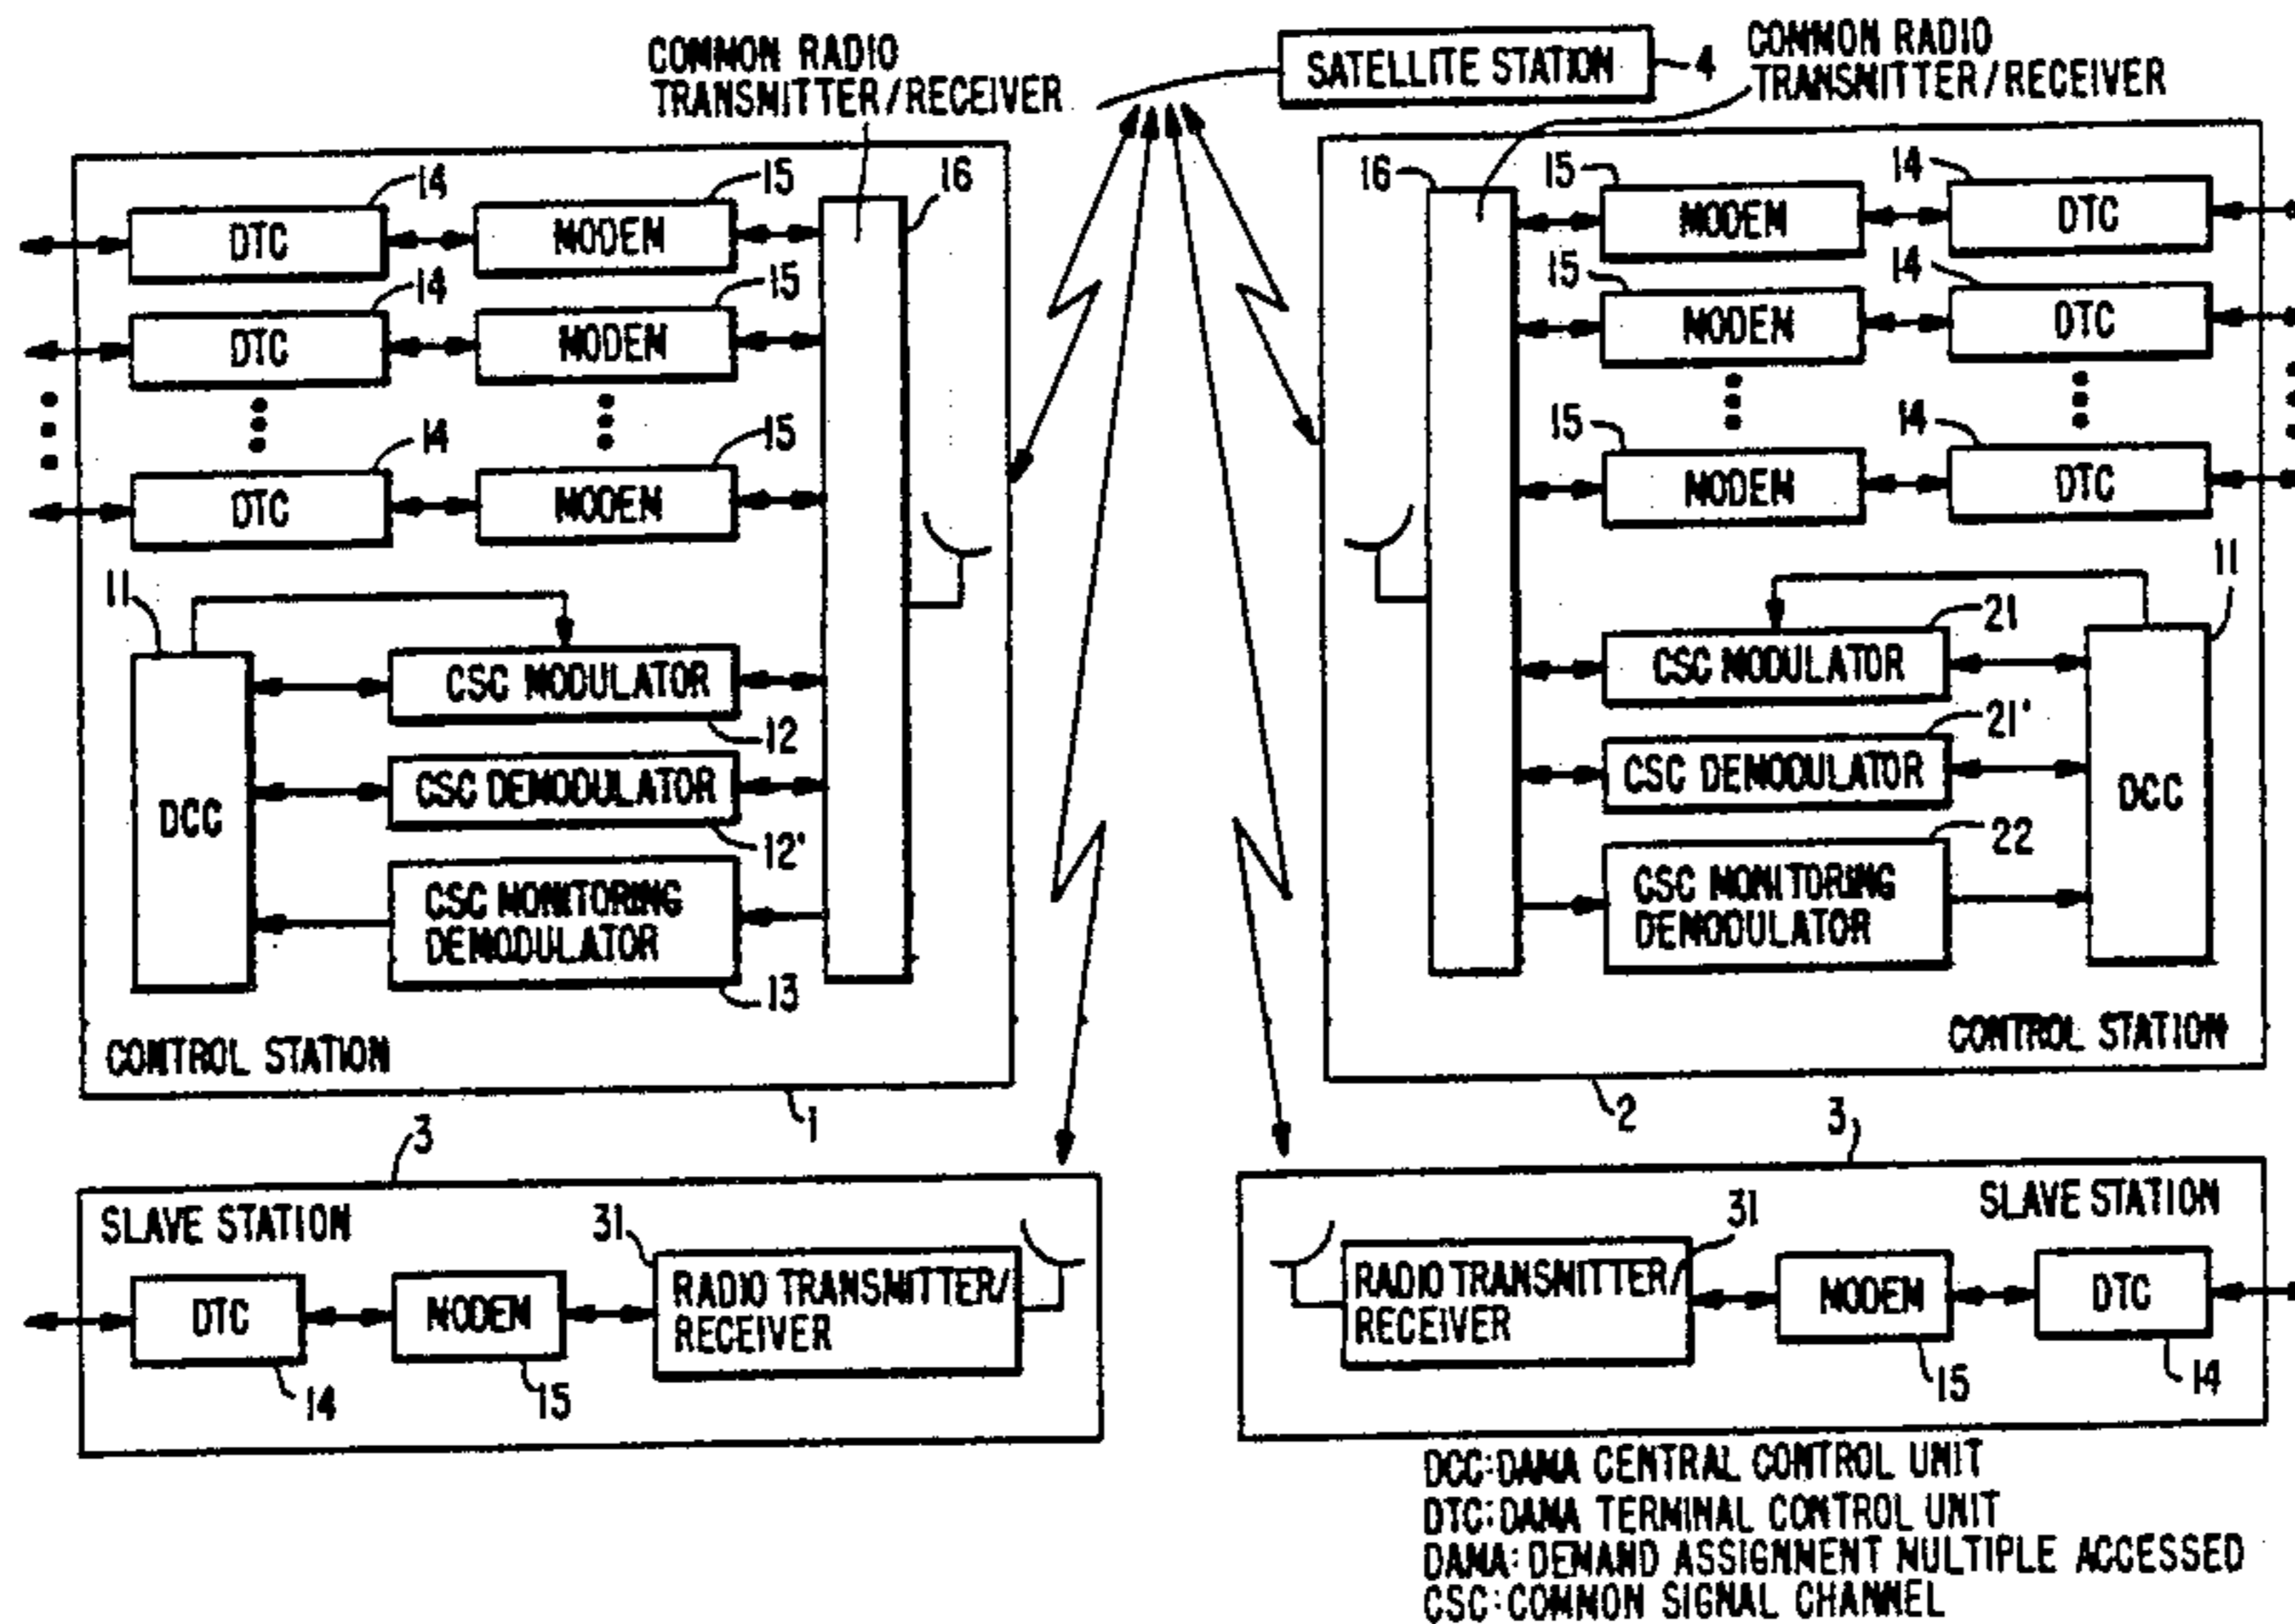 COMMON RADIO
TRANSMITTER/RECEIVER
SATELLITE STATION
4
COMMON RADIO
TRANSMITTER/RECEIVER
14
15
16
DTC
MODEM
14
15
DTC
MODEM
14
15
DTC
MODEM
11
CSC MODULATOR
12
DCC
CSC DEMODULATOR
12'
CSC MONITORING
DEMODULATOR
13
CONTROL STATION
1
16
15
14
MODEM
DTC
15
14
MODEM
DTC
15
14
MODEM
DTC
11
21
CSC MODULATOR
21'
CSC DEMODULATOR
DCC
22
CSC MONITORING
DEMODULATOR
CONTROL STATION
2
3
SLAVE STATION
31
DTC
MODEM
RADIO TRANSMITTER/
RECEIVER
14
15
3
SLAVE STATION
31
RADIO TRANSMITTER/
RECEIVER
MODEM
DTC
15
14
DCC:DAMA CENTRAL CONTROL UNIT
DTC:DAMA TERMINAL CONTROL UNIT
DAMA:DEMAND ASSIGNMENT MULTIPLE ACCESSED
CSC:COMMON SIGNAL CHANNEL